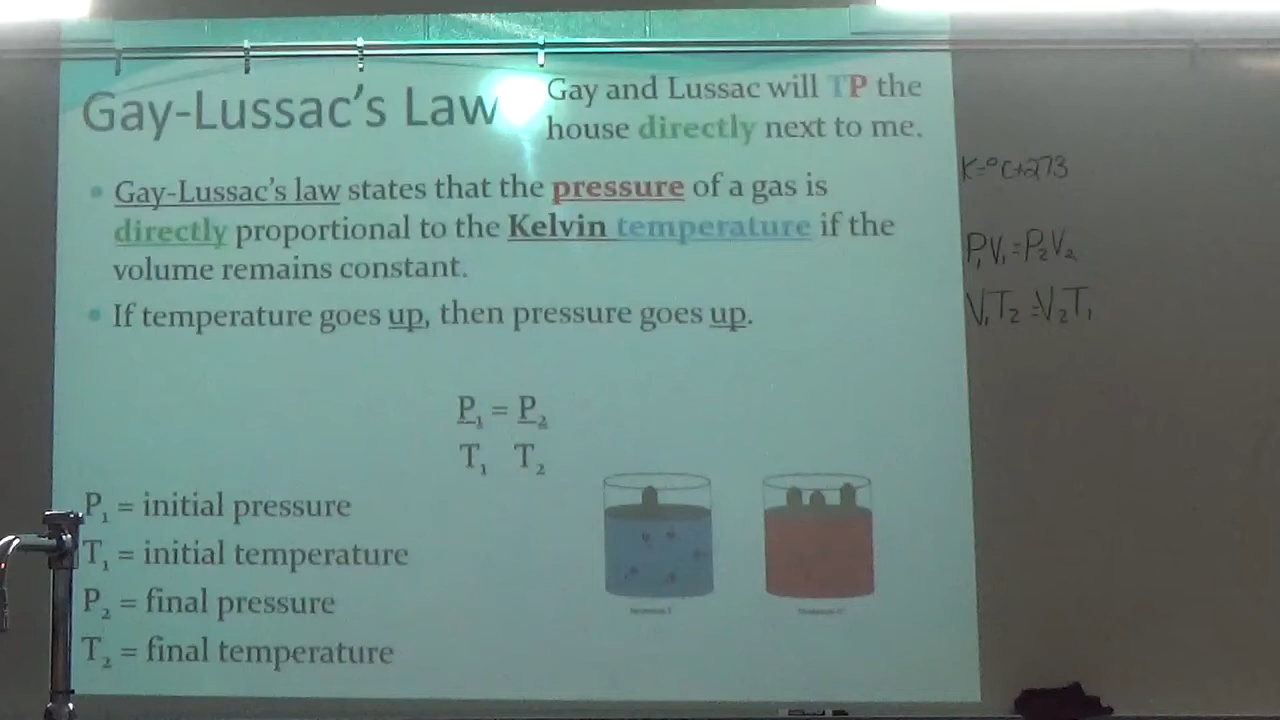 Gay-Lussac's Law
Gay and Lussac will TP the
house directly next to me.
• Gay-Lussac's law states that the pressure of a gas is
directly proportional to the Kelvin temperature if the
volume remains constant.
• If temperature goes up, then pressure goes up.
P₁ = P₂
T₁ T₂
P₁ = initial pressure
T₁ = initial temperature
P₂ = final pressure
T₂ = final temperature
K=°C+273
P₁V₁=P₂V₂
V₁T₂=V₂T₁